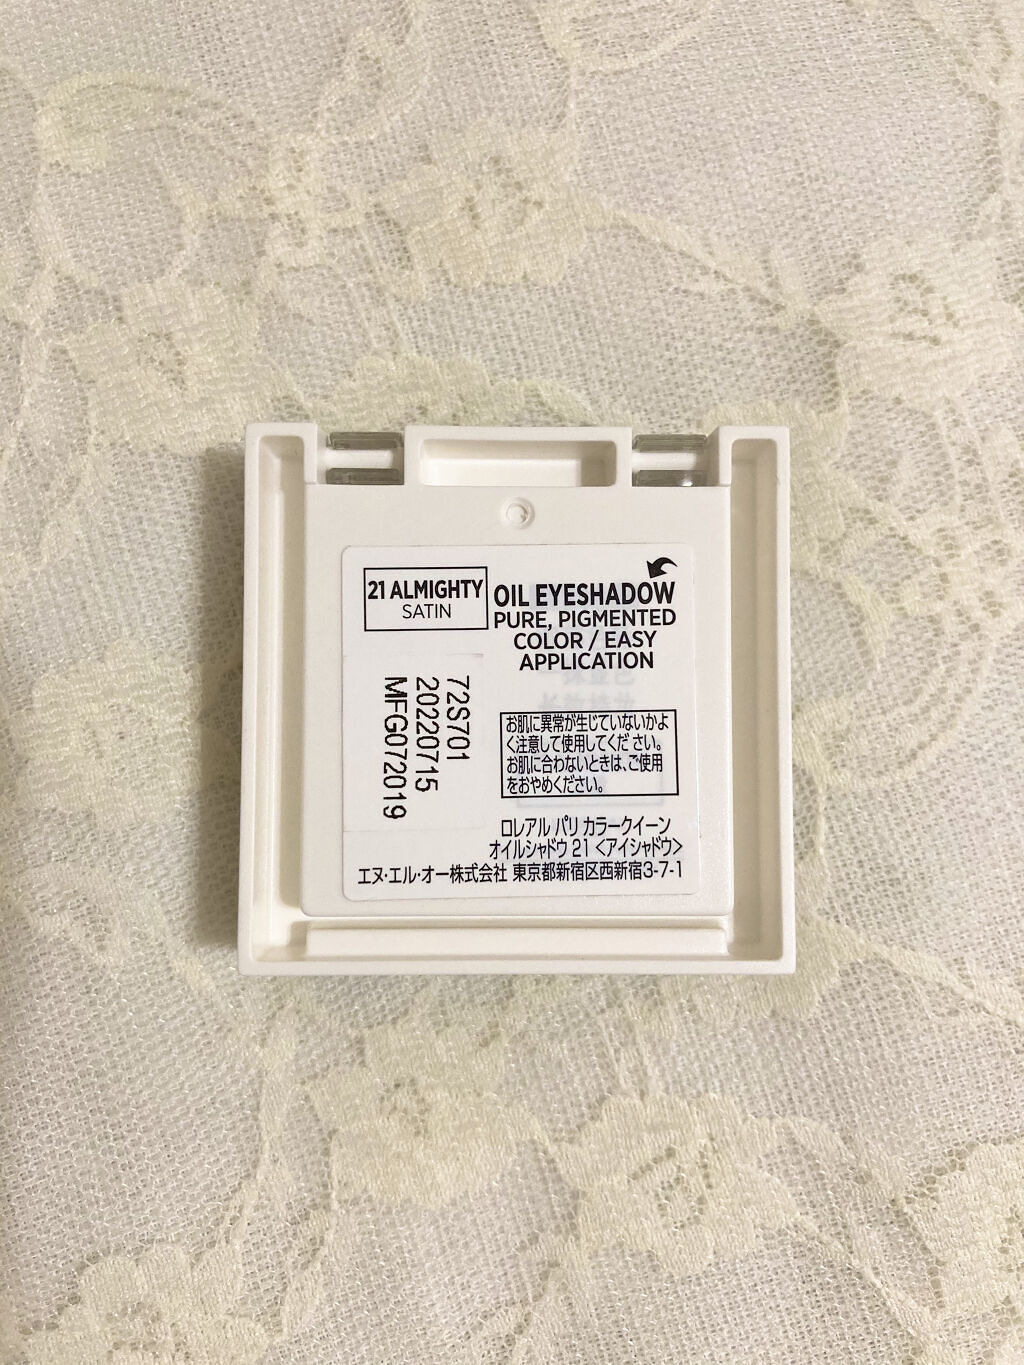 21 ALMIGHTY
SATIN
OIL EYESHADOW
PURE, PIGMENTED
COLOR / EASY
APPLICATION
72S701
20220715
MFG072019
お肌に異常が生じていないかよ
く注意して使用してください。
お肌に合わないときは、ご使用
をおやめください。
ロレアル パリ カラークイーン
オイルシャドウ 21 <アイシャドウ>
エヌ・エル・オー株式会社 東京都新宿区西新宿3-7-1